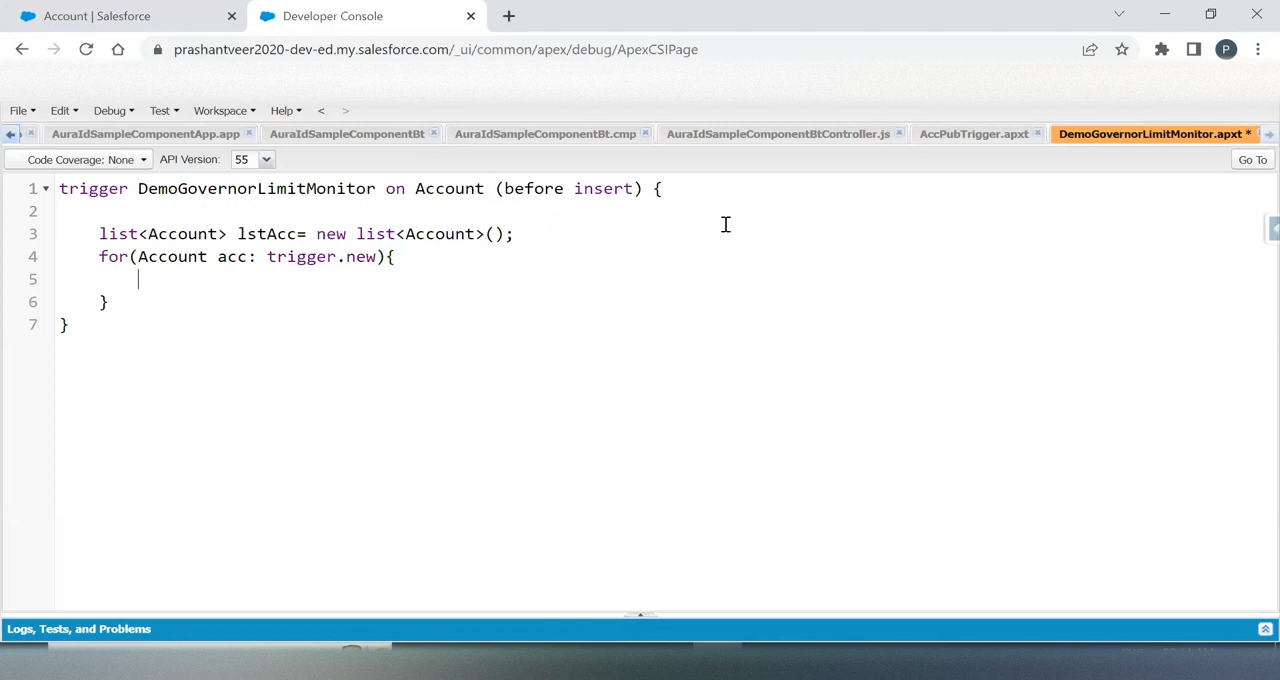 Account | Salesforce
Developer Console
prashantveer2020-dev-ed.my.salesforce.com/_ui/common/apex/debug/ApexCSIPage
P
File Edit Debug Test Workspace Help < >
AuraIdSampleComponentApp.app AuraIdSampleComponentBt AuraIdSampleComponentBt.cmp AuraIdSampleComponentBtController.js AccPubTrigger.apxt DemoGovernorLimitMonitor.apxt *
Code Coverage: None API Version: 55 Go To
1 trigger DemoGovernorLimitMonitor on Account (before insert) {
2
3 list<Account> lstAcc= new list<Account>();
4 for(Account acc: trigger.new){
5
6 }
7 }
Logs, Tests, and Problems